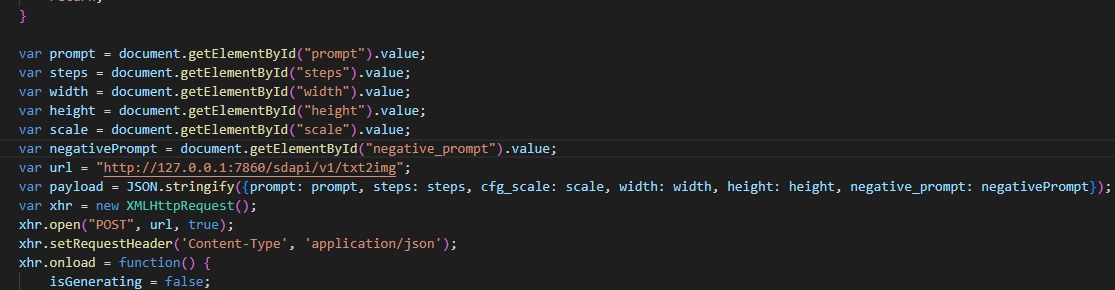 }
var prompt = document.getElementById("prompt").value;
var steps = document.getElementById("steps").value;
var width = document.getElementById("width").value;
var height = document.getElementById("height").value;
var scale = document.getElementById("scale").value;
var negativePrompt = document.getElementById("negative_prompt").value;
var url = "http://127.0.0.1:7860/sdapi/v1/txt2img";
var payload = JSON.stringify({prompt: prompt, steps: steps, cfg_scale: scale, width: width, height: height, negative_prompt: negativePrompt});
var xhr = new XMLHttpRequest();
xhr.open("POST", url, true);
xhr.setRequestHeader('Content-Type', 'application/json');
xhr.onload = function() {
isGenerating = false;